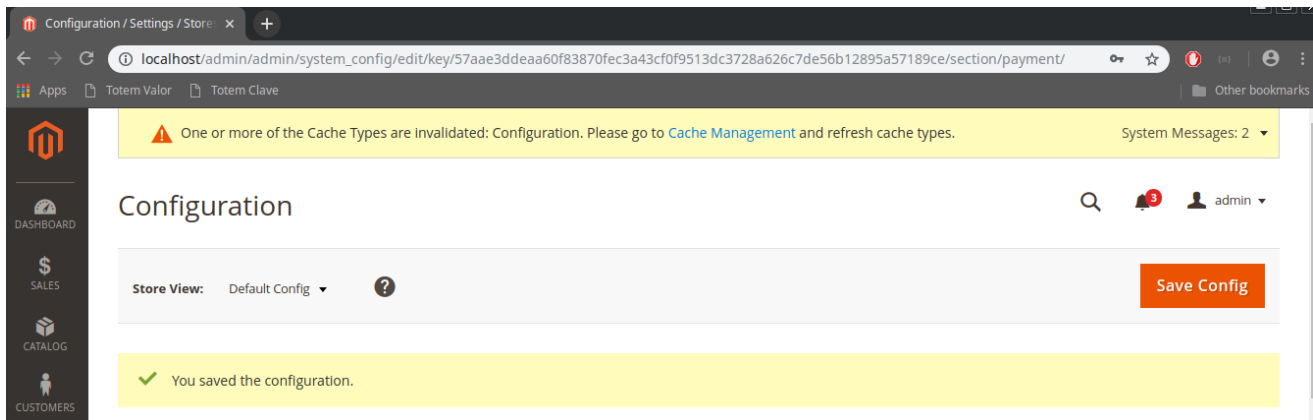 Configuration / Settings / Stores
localhost/admin/admin/system_config/edit/key/57aae3ddeaa60f83870fec3a43cf0f9513dc3728a626c7de56b12895a57189ce/section/payment/
Apps Totem Valor Totem Clave Other bookmarks
One or more of the Cache Types are invalidated: Configuration. Please go to Cache Management and refresh cache types. System Messages: 2
Configuration 3 admin
DASHBOARD
$
SALES
Store View: Default Config ? Save Config
CATALOG
You saved the configuration.
CUSTOMERS